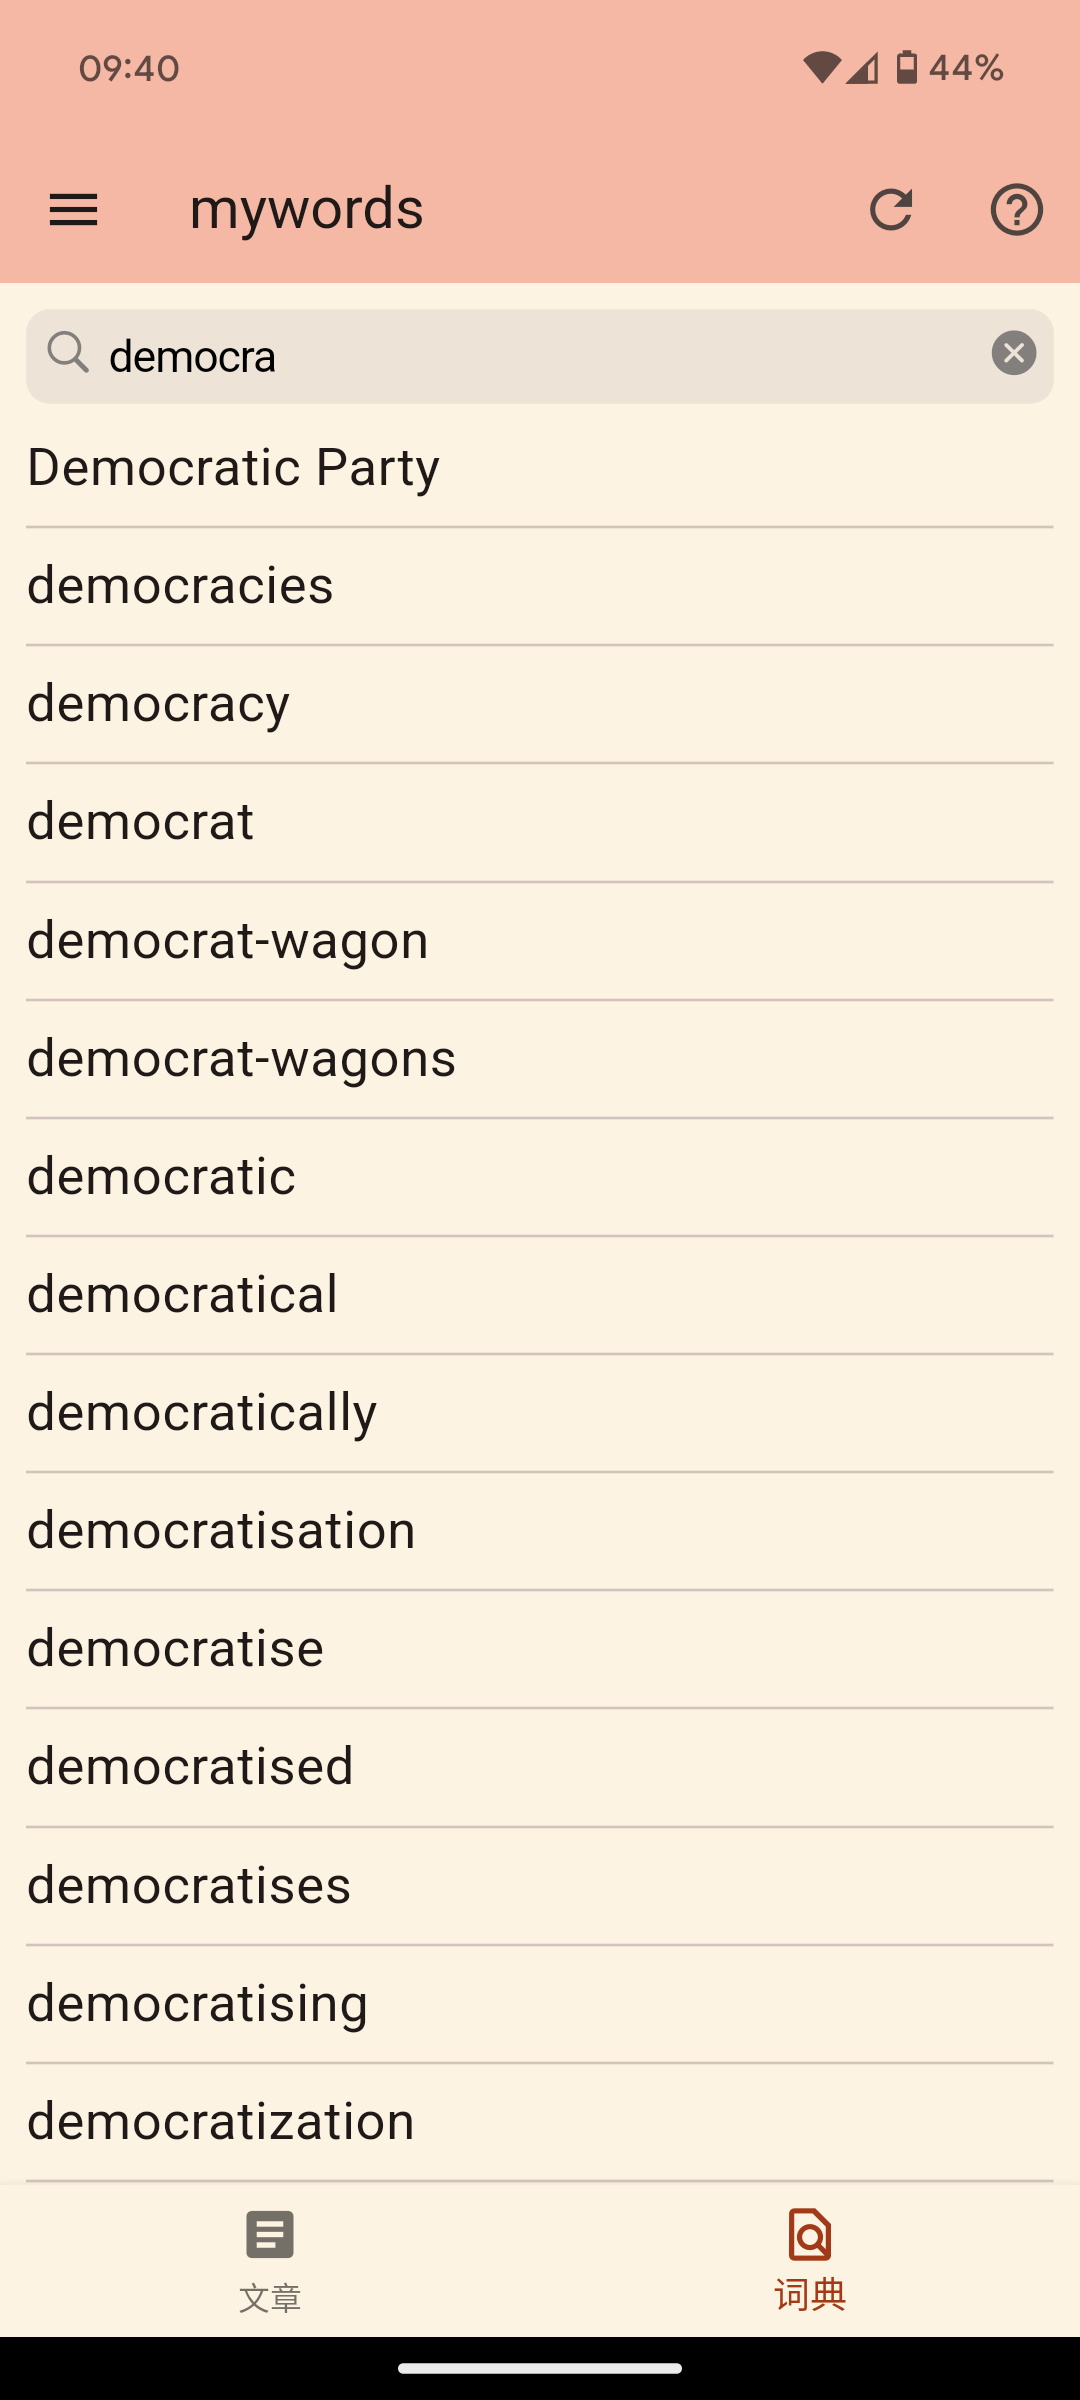 09:40
44%
mywords
democra
Democratic Party
democracies
democracy
democrat
democrat-wagon
democrat-wagons
democratic
democratical
democratically
democratisation
democratise
democratised
democratises
democratising
democratization
文章
词典